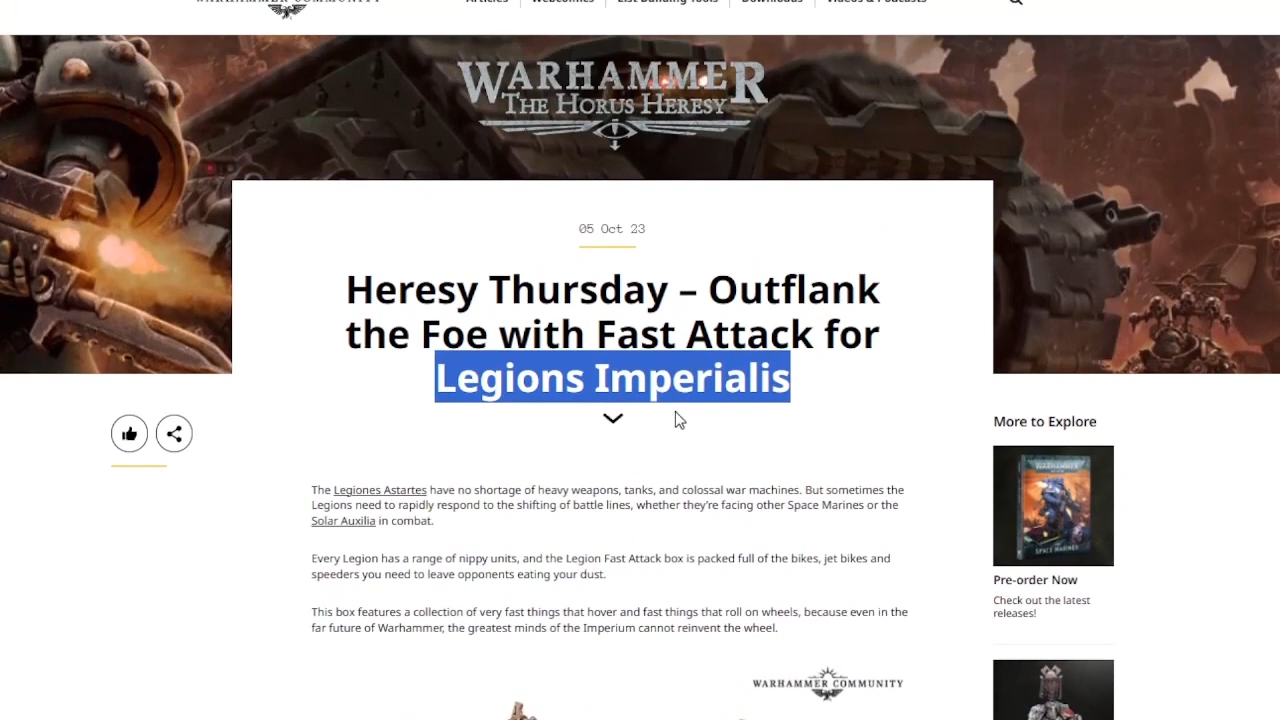 WARHAMMER COMMUNITY
Articles Webcomics List Building Tools Downloads Videos & Podcasts
WARHAMMER
THE HORUS HERESY
05 Oct 23
Heresy Thursday – Outflank
the Foe with Fast Attack for
Legions Imperialis
More to Explore
The Legiones Astartes have no shortage of heavy weapons, tanks, and colossal war machines. But sometimes the
Legions need to rapidly respond to the shifting of battle lines, whether they're facing other Space Marines or the
Solar Auxilia in combat.
Every Legion has a range of nippy units, and the Legion Fast Attack box is packed full of the bikes, jet bikes and
speeders you need to leave opponents eating your dust.
This box features a collection of very fast things that hover and fast things that roll on wheels, because even in the
far future of Warhammer, the greatest minds of the Imperium cannot reinvent the wheel.
SPACE MARINES
Pre-order Now
Check out the latest
releases!
WARHAMMER COMMUNITY